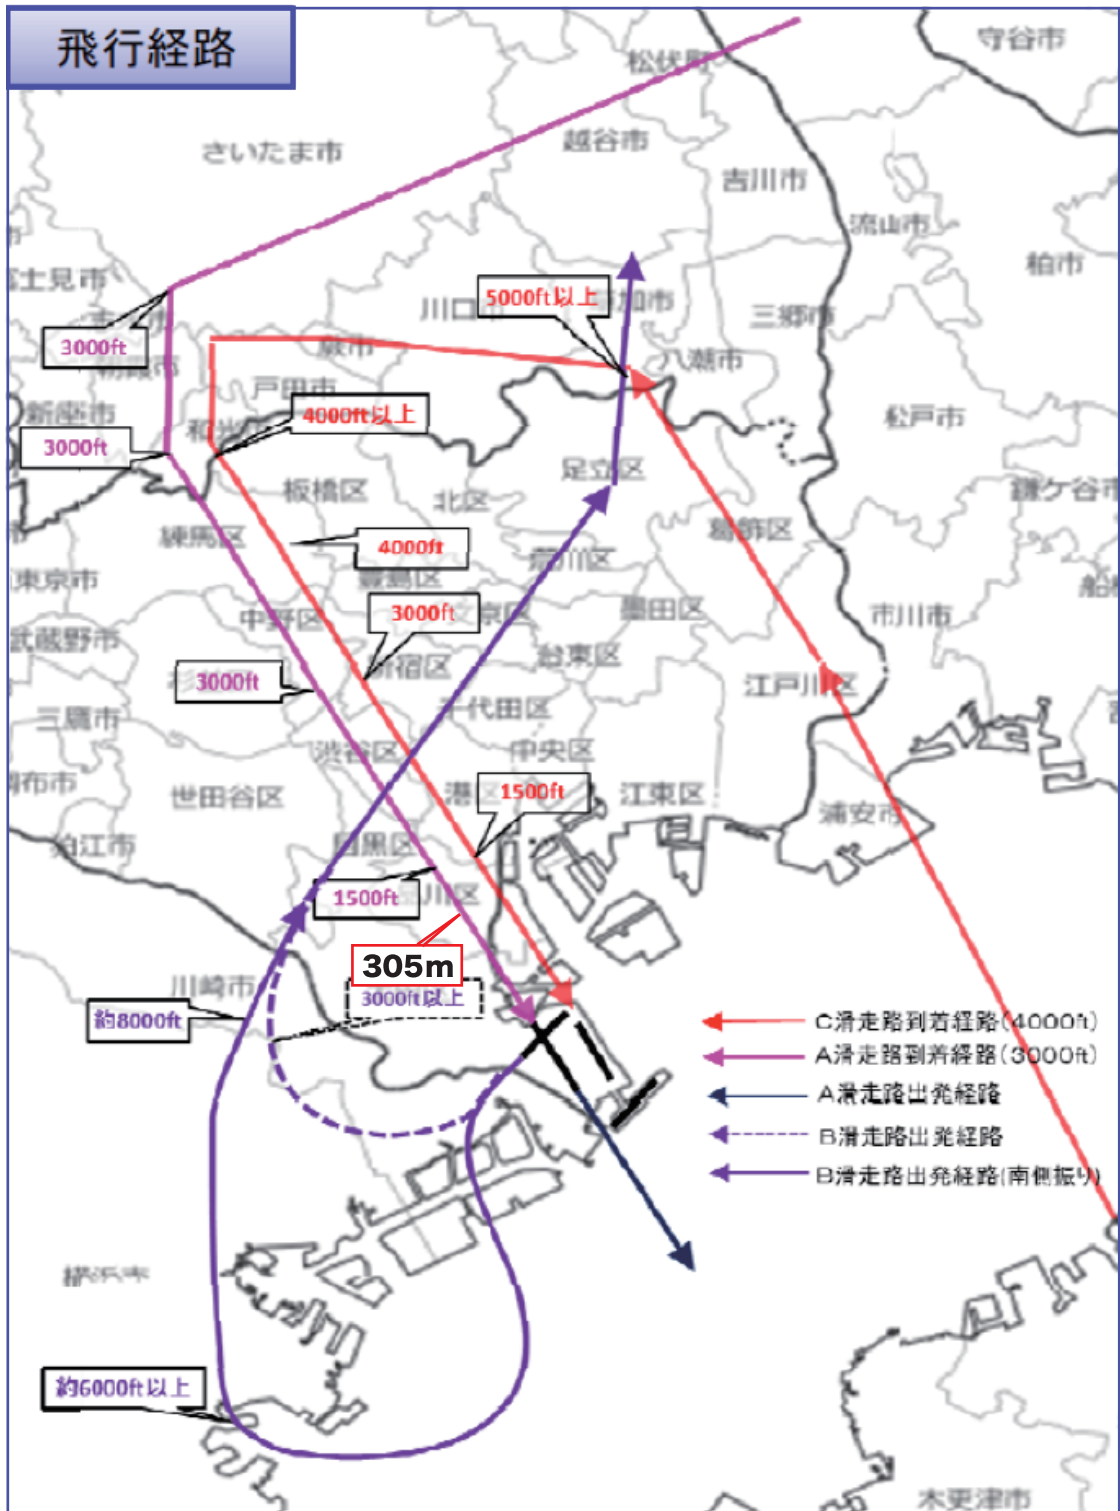 飛行経路
守谷市
松伏町
越谷市
さいたま市
吉川市
流山市
柏市
富士見市
5000ft以上
草加市
川口市
三郷市
3000ft
蕨市
八潮市
朝霞市
戸田市
新座市
4000ft以上
松戸市
和光市
3000ft
足立区
板橋区
北区
鎌ケ谷市
練馬区
葛飾区
4000ft
荒川区
東京市
豊島区
3000ft
文京区
墨田区
市川市
中野区
武蔵野市
新宿区
台東区
3000ft
江戸川区
三鷹市
千代田区
渋谷区
中央区
調布市
世田谷区
港区
1500ft
江東区
浦安市
狛江市
目黒区
1500ft
品川区
305m
川崎市
3000ft以上
約8000ft
C滑走路到着経路(4000ft)
A滑走路到着経路(3000ft)
A滑走路出発経路
B滑走路出発経路
B滑走路出発経路(南側振り)
横浜市
約6000ft以上
木更津市